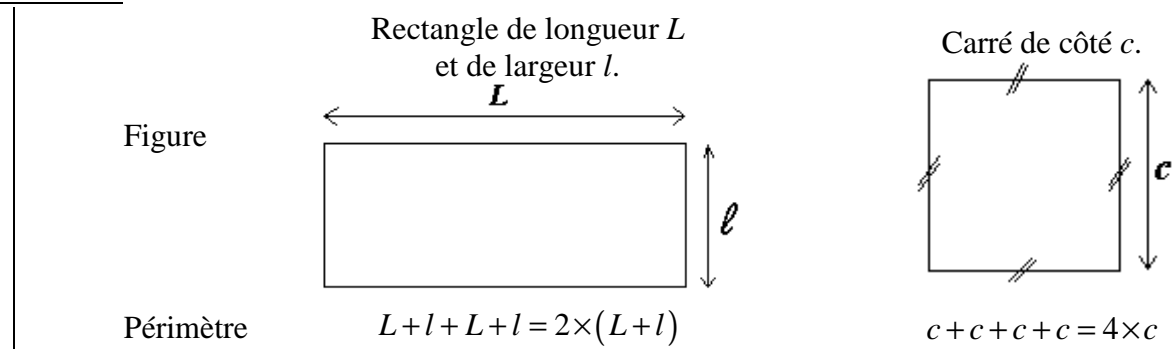 Rectangle de longueur L
et de largeur l.
Carré de côté c.
L
Figure
c
ℓ
Périmètre
L+l+L+l=2×(L+l)
c+c+c+c=4×c